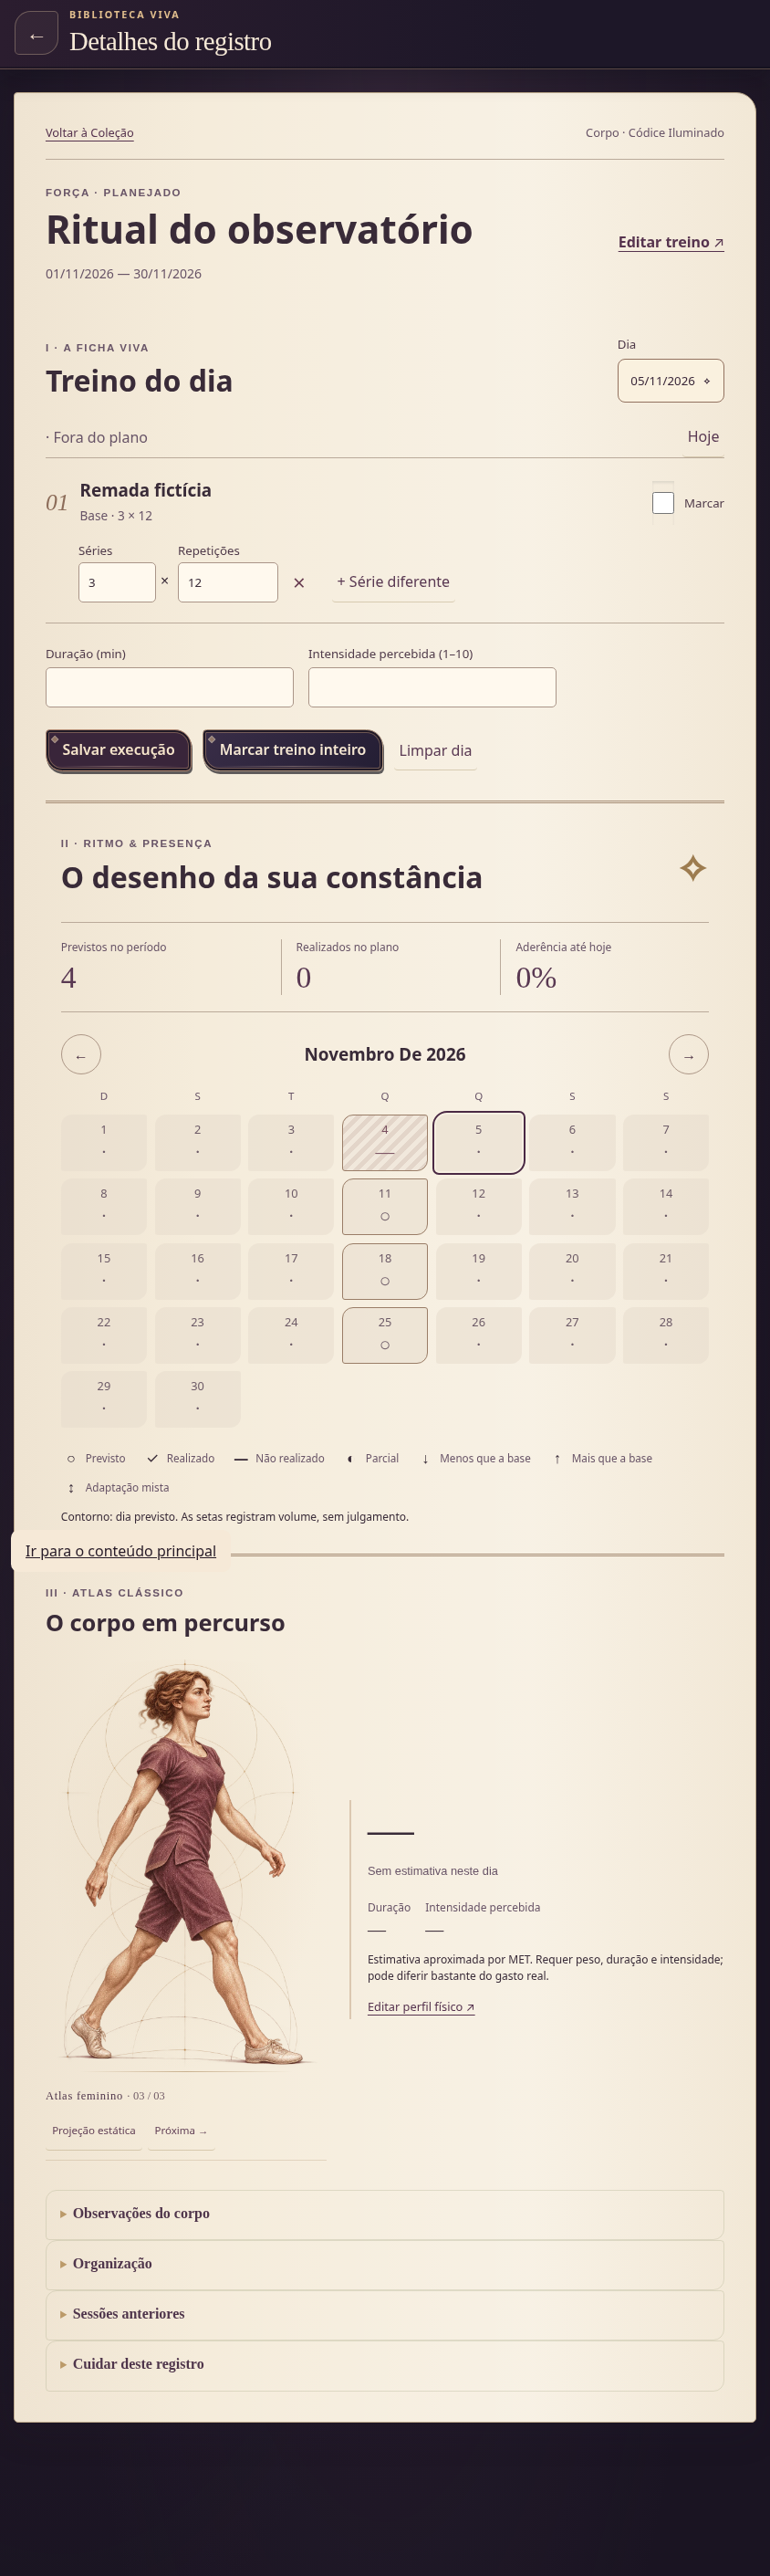 ←
BIBLIOTECA VIVA
Detalhes do registro
Voltar à Coleção
Corpo · Códice Iluminado
FORÇA · PLANEJADO
Ritual do observatório
Editar treino ↗
01/11/2026 — 30/11/2026
I · A FICHA VIVA
Treino do dia
Dia
05/11/2026
· Fora do plano
Hoje
01
Remada fictícia
Base · 3 × 12
Marcar
Séries
Repetições
3 × 12 × + Série diferente
Duração (min)
Intensidade percebida (1–10)
Salvar execução
Marcar treino inteiro
Limpar dia
II · RITMO & PRESENÇA
O desenho da sua constância
Previstos no período
4
Realizados no plano
0
Aderência até hoje
0%
←
Novembro De 2026
→
D S T Q Q S S
1 2 3 4 5 6 7
· · · — · · ·
8 9 10 11 12 13 14
· · · ○ · · ·
15 16 17 18 19 20 21
· · · ○ · · ·
22 23 24 25 26 27 28
· · · ○ · · ·
29 30
· ·
○ Previsto ✓ Realizado — Não realizado ◖ Parcial ↓ Menos que a base ↑ Mais que a base
↕ Adaptação mista
Contorno: dia previsto. As setas registram volume, sem julgamento.
Ir para o conteúdo principal
III · ATLAS CLÁSSICO
O corpo em percurso
—
Sem estimativa neste dia
Duração
—
Intensidade percebida
—
Estimativa aproximada por MET. Requer peso, duração e intensidade;
pode diferir bastante do gasto real.
Editar perfil físico ↗
Atlas feminino · 03 / 03
Projeção estática
Próxima →
▸ Observações do corpo
▸ Organização
▸ Sessões anteriores
▸ Cuidar deste registro